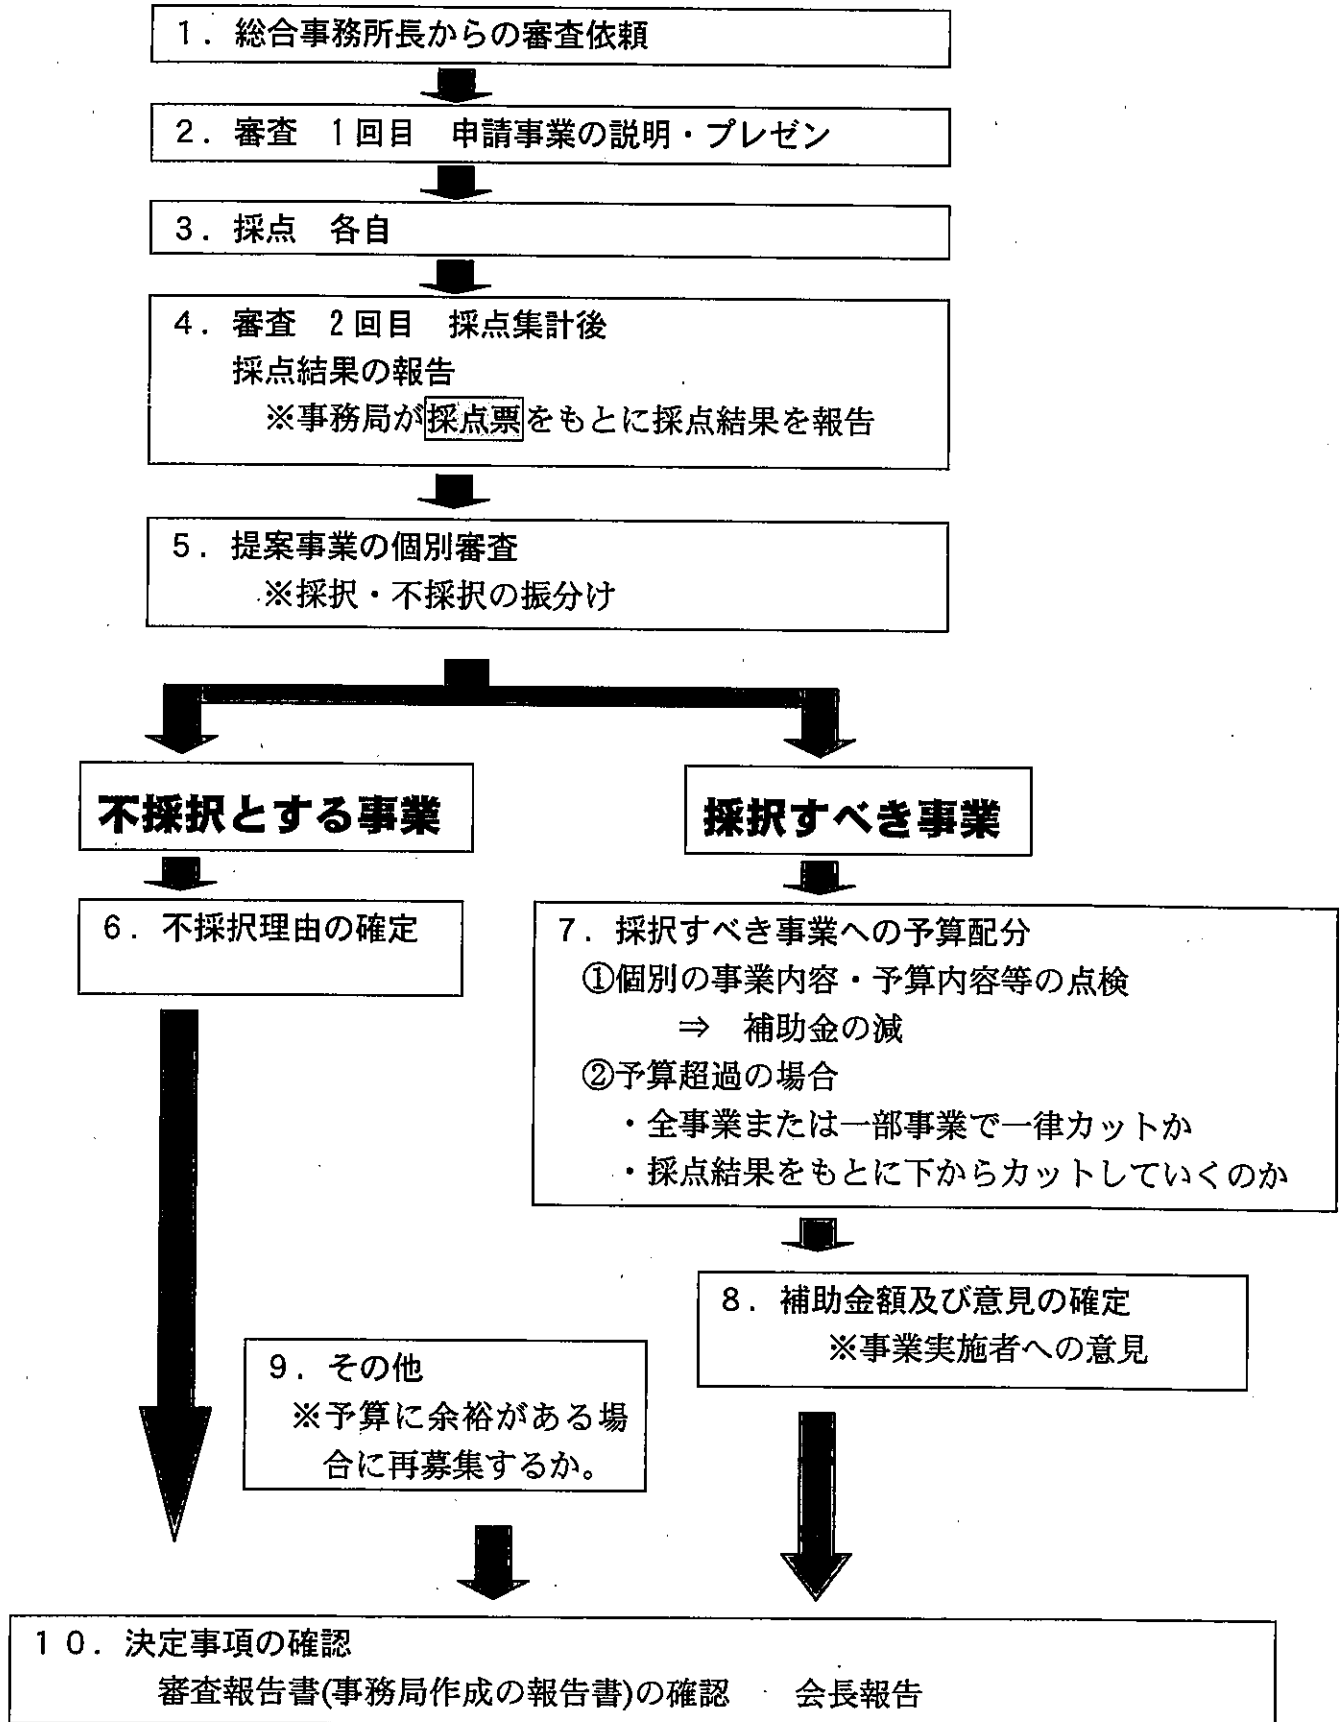 1．総合事務所長からの審査依頼
2．審査　1回目　申請事業の説明・プレゼン
3．採点　各自
4．審査　2回目　採点集計後
採点結果の報告
※事務局が採点票をもとに採点結果を報告
5．提案事業の個別審査
※採択・不採択の振分け
不採択とする事業
採択すべき事業
6．不採択理由の確定
7．採択すべき事業への予算配分
①個別の事業内容・予算内容等の点検
⇒　補助金の減
②予算超過の場合
・全事業または一部事業で一律カットか
・採点結果をもとに下からカットしていくのか
8．補助金額及び意見の確定
※事業実施者への意見
9．その他
※予算に余裕がある場
合に再募集するか。
10．決定事項の確認
審査報告書(事務局作成の報告書)の確認　会長報告